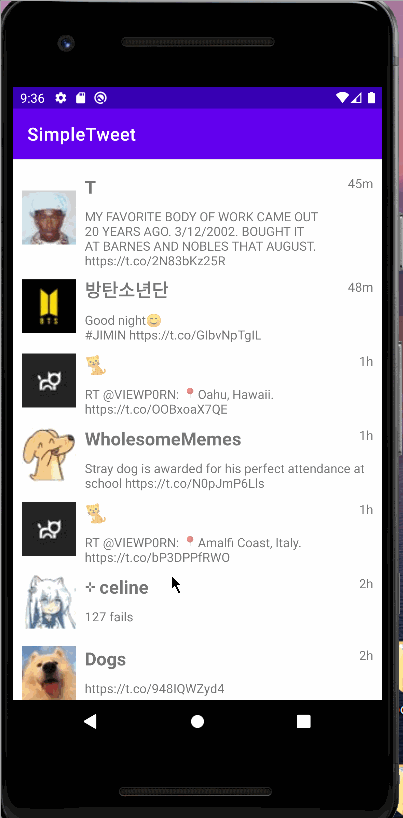 9:36
SimpleTweet
T
45m
MY FAVORITE BODY OF WORK CAME OUT
20 YEARS AGO. 3/12/2002. BOUGHT IT
AT BARNES AND NOBLES THAT AUGUST.
https://t.co/2N83bKz25R
방탄소년단
48m
BTS
Good night😊
#JIMIN https://t.co/GIbvNpTgIL
🐈
1h
RT @VIEWP0RN: 📍Oahu, Hawaii.
https://t.co/OOBxoaX7QE
WholesomeMemes
1h
Stray dog is awarded for his perfect attendance at
school https://t.co/N0pJmP6Lls
🐈
1h
RT @VIEWP0RN: 📍Amalfi Coast, Italy.
https://t.co/bP3DPPfRWO
⊹ celine
2h
127 fails
Dogs
2h
https://t.co/948IQWZyd4